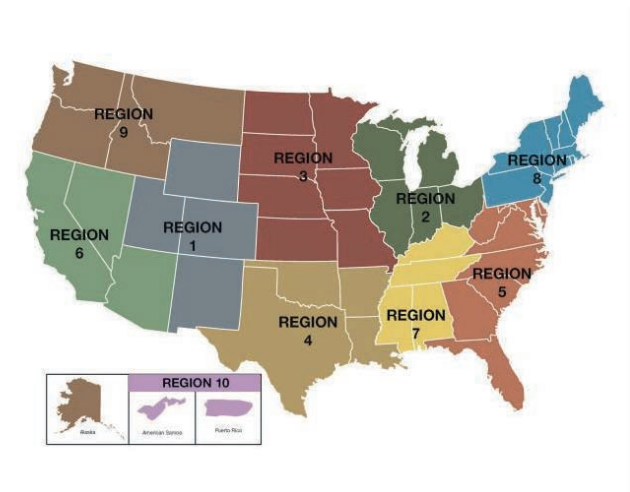 REGION
9
REGION
3
REGION
8
REGION
2
REGION
1
REGION
6
REGION
5
REGION
4
REGION
7
REGION 10
Alaska
American Samoa
Puerto Rico